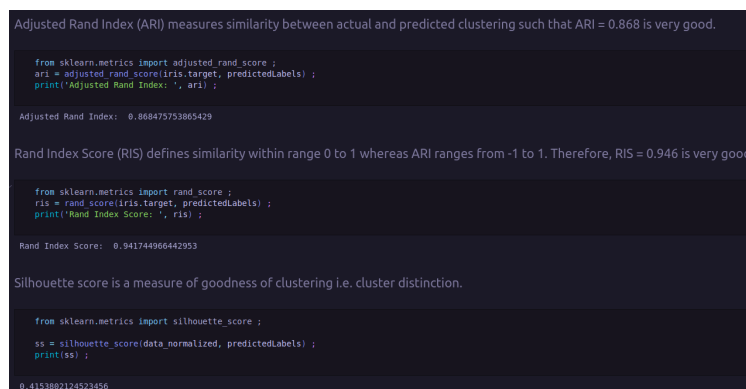 Adjusted Rand Index (ARI) measures similarity between actual and predicted clustering such that ARI = 0.868 is very good.
from sklearn.metrics import adjusted_rand_score ;
ari = adjusted_rand_score(iris.target, predictedLabels) ;
print('Adjusted Rand Index: ', ari) ;
Adjusted Rand Index:  0.868475753865429
Rand Index Score (RIS) defines similarity within range 0 to 1 whereas ARI ranges from -1 to 1. Therefore, RIS = 0.946 is very goo
from sklearn.metrics import rand_score ;
ris = rand_score(iris.target, predictedLabels) ;
print('Rand Index Score: ', ris) ;
Rand Index Score:  0.941744966442953
Silhouette score is a measure of goodness of clustering i.e. cluster distinction.
from sklearn.metrics import silhouette_score ;
ss = silhouette_score(data_normalized, predictedLabels) ;
print(ss) ;
0.4153802124523456